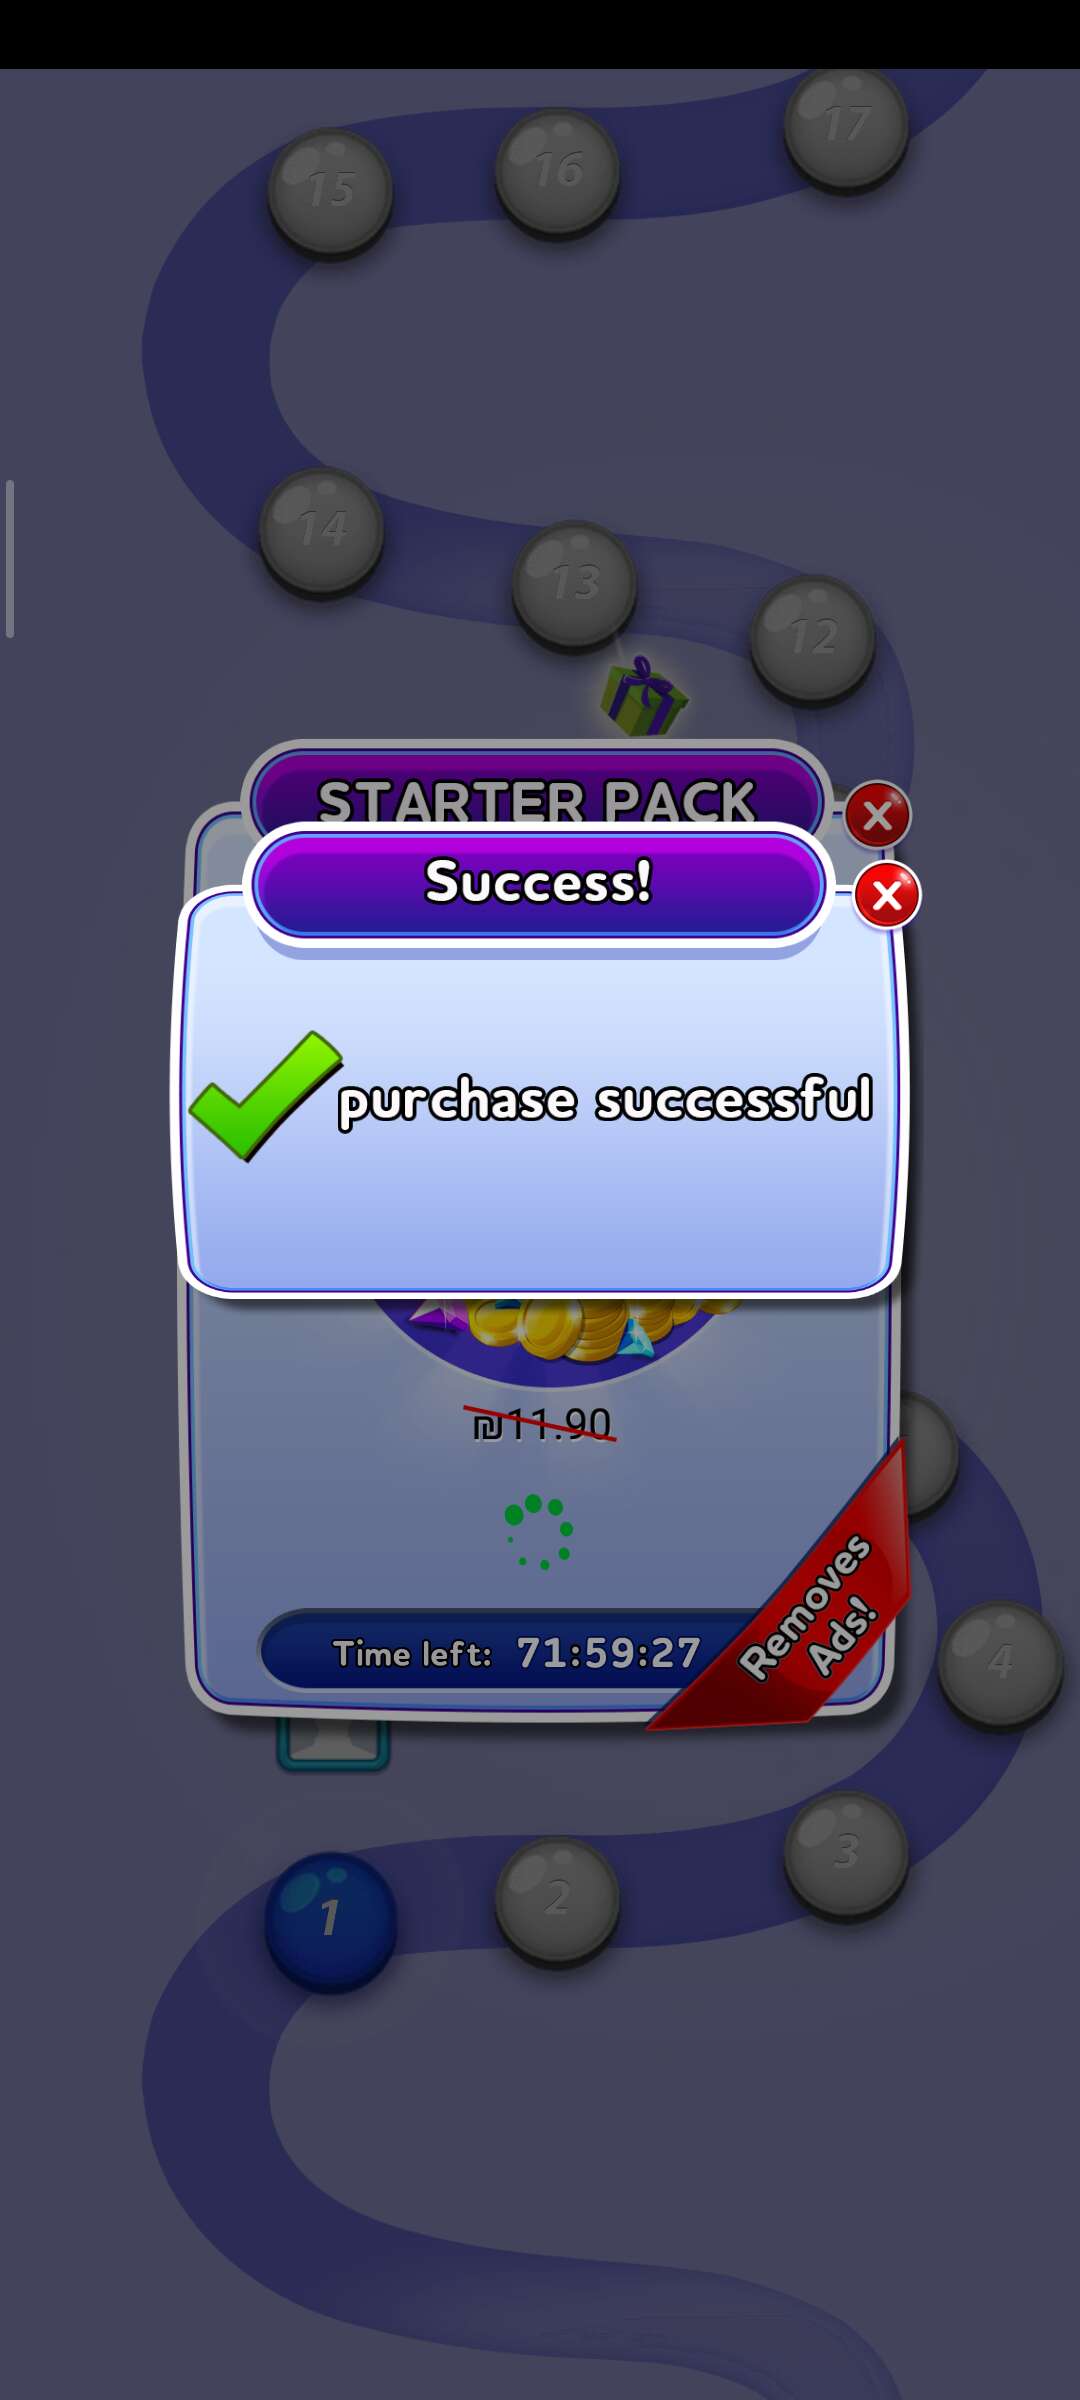 17
16
15
14
13
12
STARTER PACK
X
Success!
X
purchase successful
₪11.90
Removes
Ads!
Time left: 71:59:27
4
3
2
1